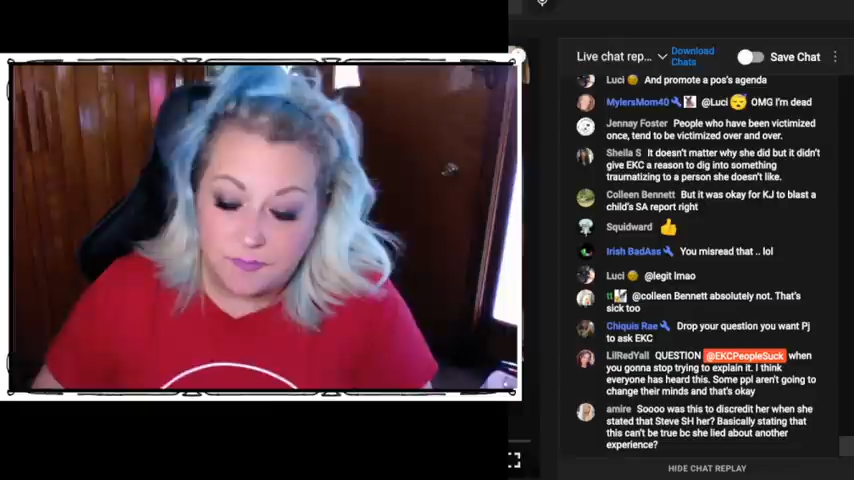 Live chat rep...
Download
Chats
Save Chat
Luci And promote a pos's agenda
MylersMom40 @Luci 😴 OMG I'm dead
Jennay Foster People who have been victimized
once, tend to be victimized over and over.
Sheila S It doesn't matter why she did but it didn't
give EKC a reason to dig into something
traumatizing to a person she doesn't like.
Colleen Bennett But it was okay for KJ to blast a
child's SA report right
Squidward 👍
Irish BadAss You misread that .. lol
Luci @legit lmao
tt @colleen Bennett absolutely not. That's
sick too
Chiquis Rae Drop your question you want Pj
to ask EKC
LilRedYall QUESTION @EKCPeopleSuck when
you gonna stop trying to explain it. I think
everyone has heard this. Some ppl aren't going to
change their minds and that's okay
amire Soooo was this to discredit her when she
stated that Steve SH her? Basically stating that
this can't be true bc she lied about another
experience?
HIDE CHAT REPLAY